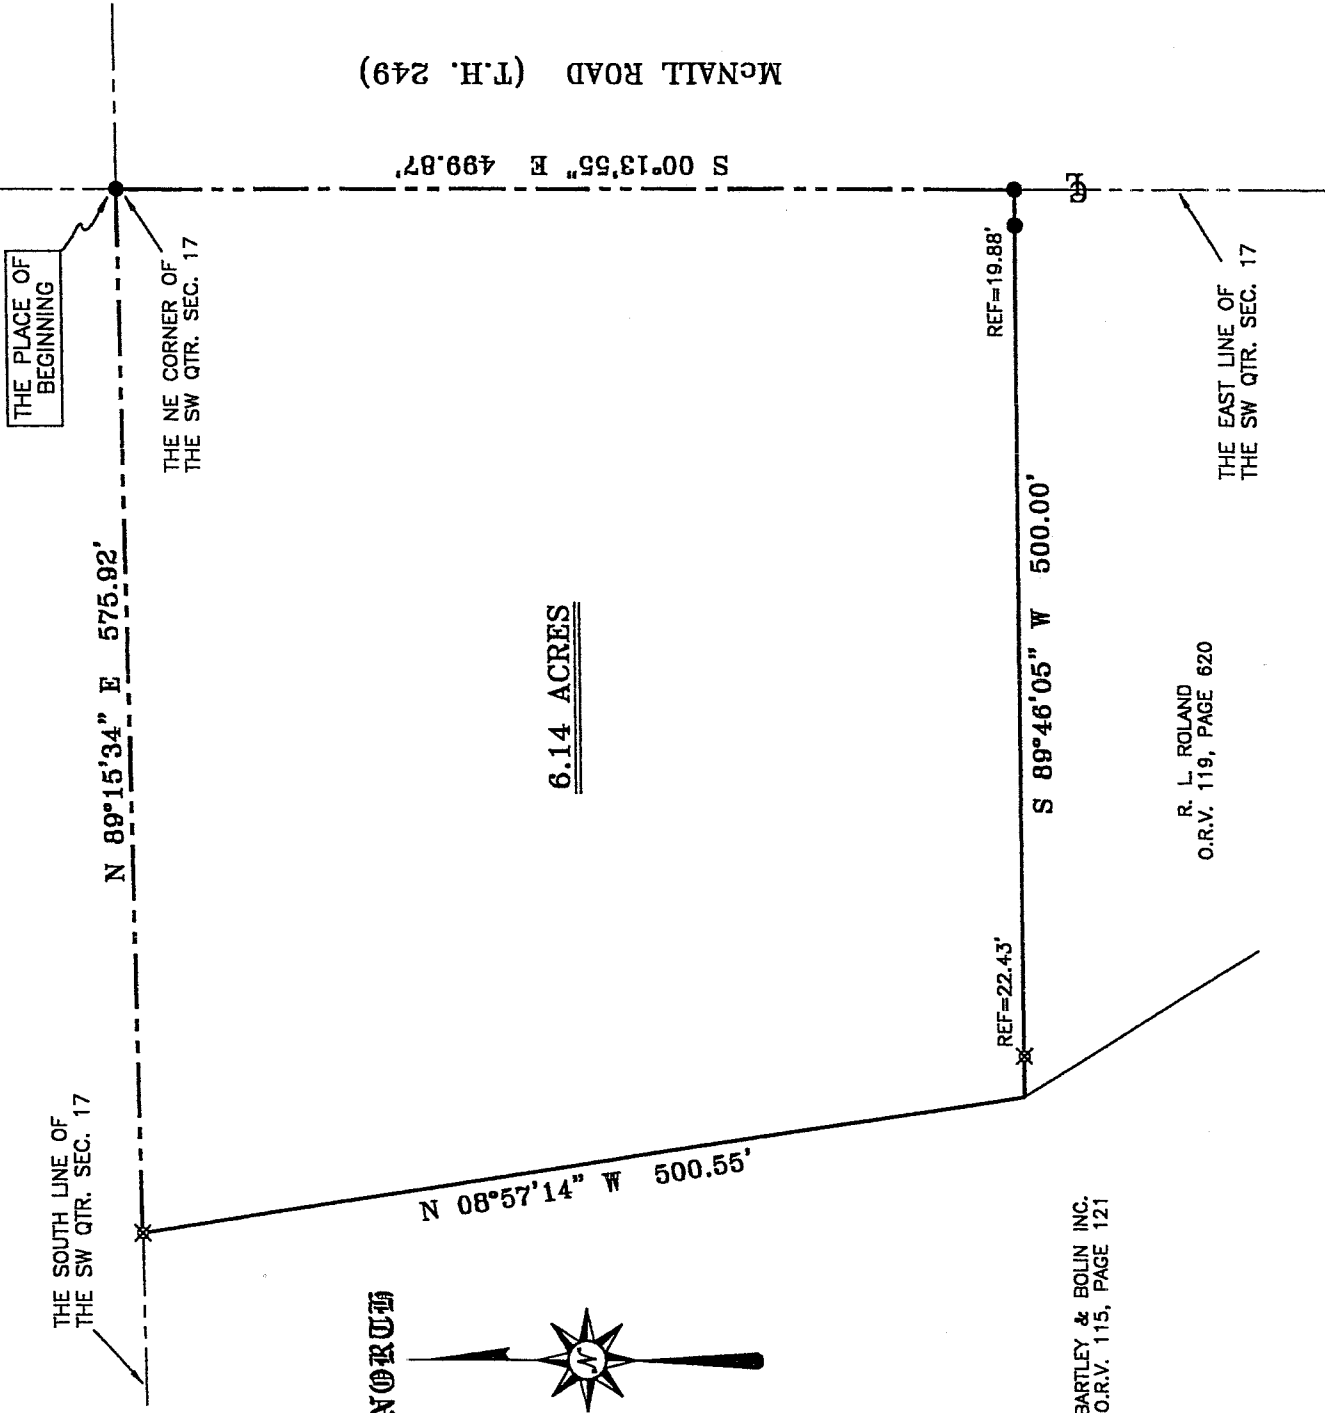 McNALL ROAD (T.H. 249)
S 00°13'55" E 499.87'
THE PLACE OF
BEGINNING
THE NE CORNER OF
THE SW QTR. SEC. 17
N 89°15'34" E 575.92'
6.14 ACRES
REF=19.88'
℄
THE EAST LINE OF
THE SW QTR. SEC. 17
S 89°46'05" W 500.00'
REF=22.43'
R. L. ROLAND
O.R.V. 119, PAGE 620
N 08°57'14" W 500.55'
THE SOUTH LINE OF
THE SW QTR. SEC. 17
NORTH
N
BARTLEY & BOLIN INC.
O.R.V. 115, PAGE 121